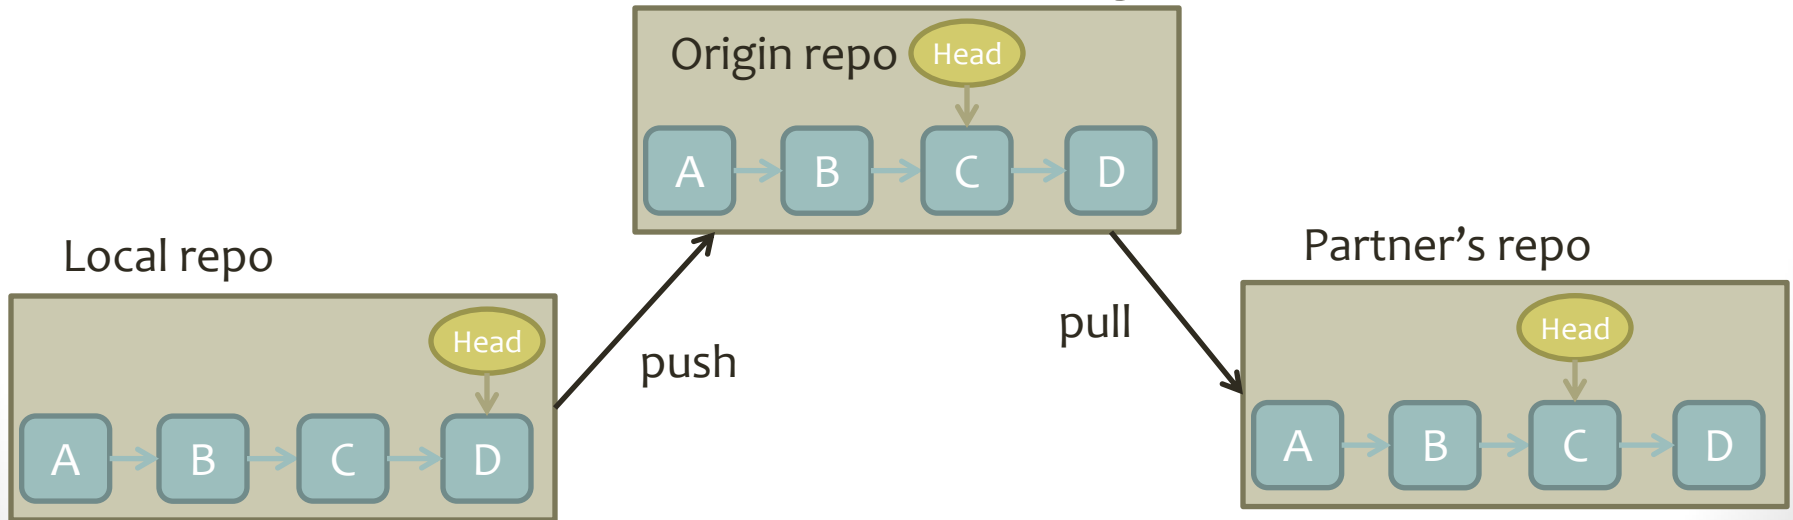 Origin repo
Head
A B C D
Local repo
Head
A B C D
push
pull
Partner's repo
Head
A B C D